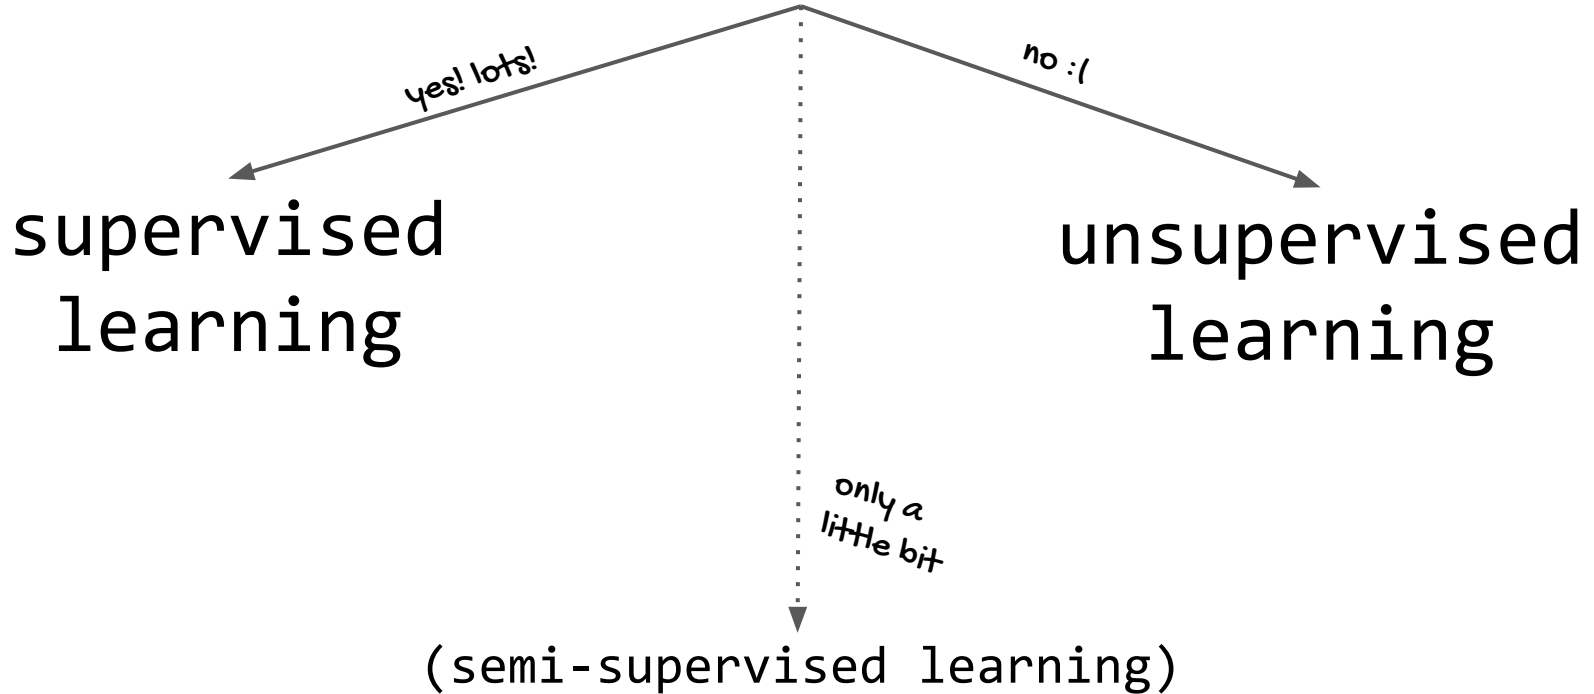 yes! lots!
no :(
supervised
learning
unsupervised
learning
only a
little bit
(semi-supervised learning)